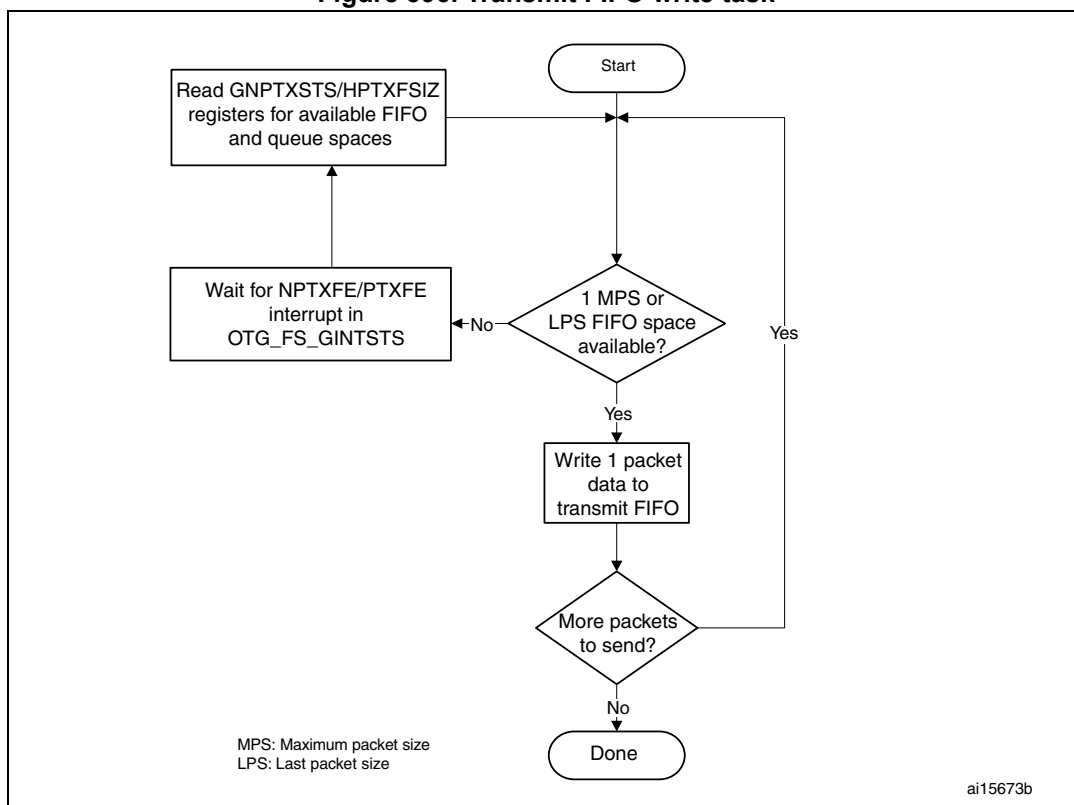 Start
Read GNPTXSTS/HPTXFSIZ
registers for available FIFO
and queue spaces
Wait for NPTXFE/PTXFE
interrupt in
OTG_FS_GINTSTS
No
1 MPS or
LPS FIFO space
available?
Yes
Yes
Write 1 packet
data to
transmit FIFO
More packets
to send?
No
Done
MPS: Maximum packet size
LPS: Last packet size
ai15673b